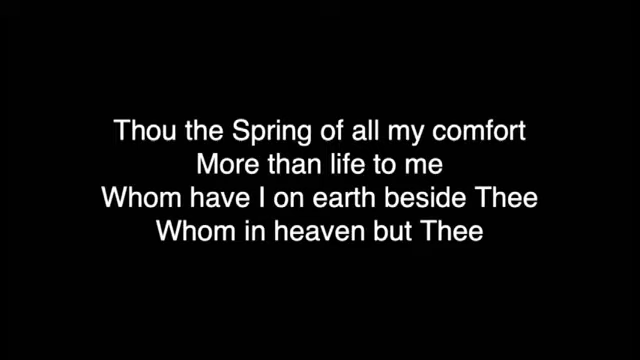 Thou the Spring of all my comfort
More than life to me
Whom have I on earth beside Thee
Whom in heaven but Thee